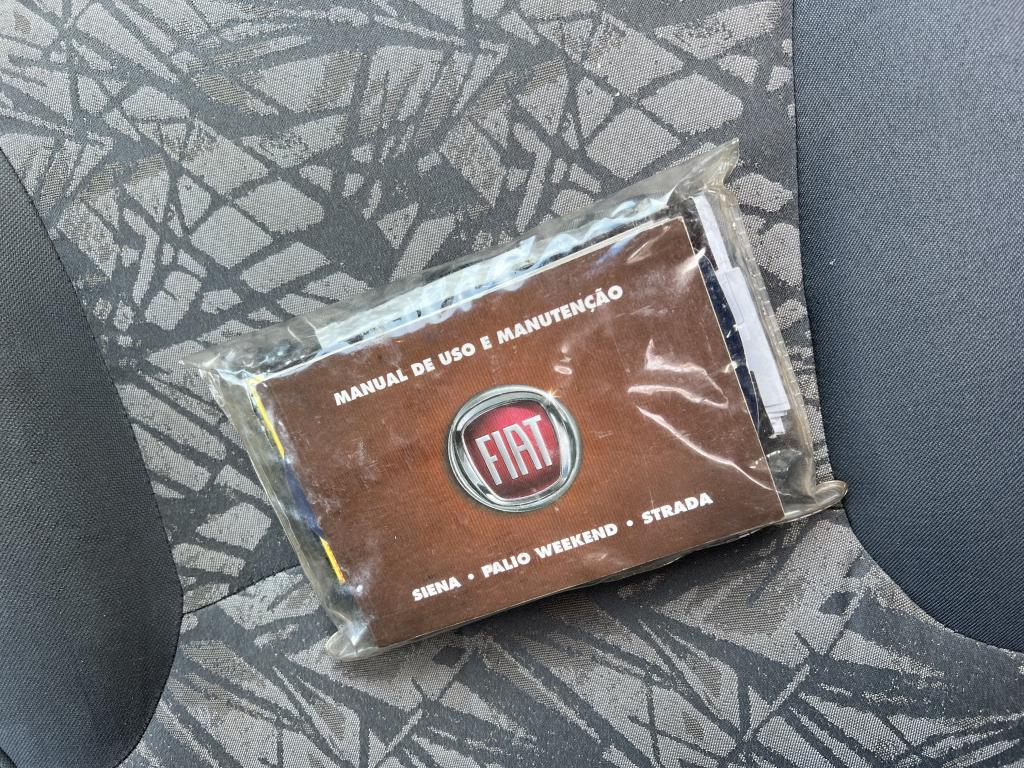 MANUAL DE USO E MANUTENÇÃO
FIAT
SIENA • PALIO WEEKEND • STRADA